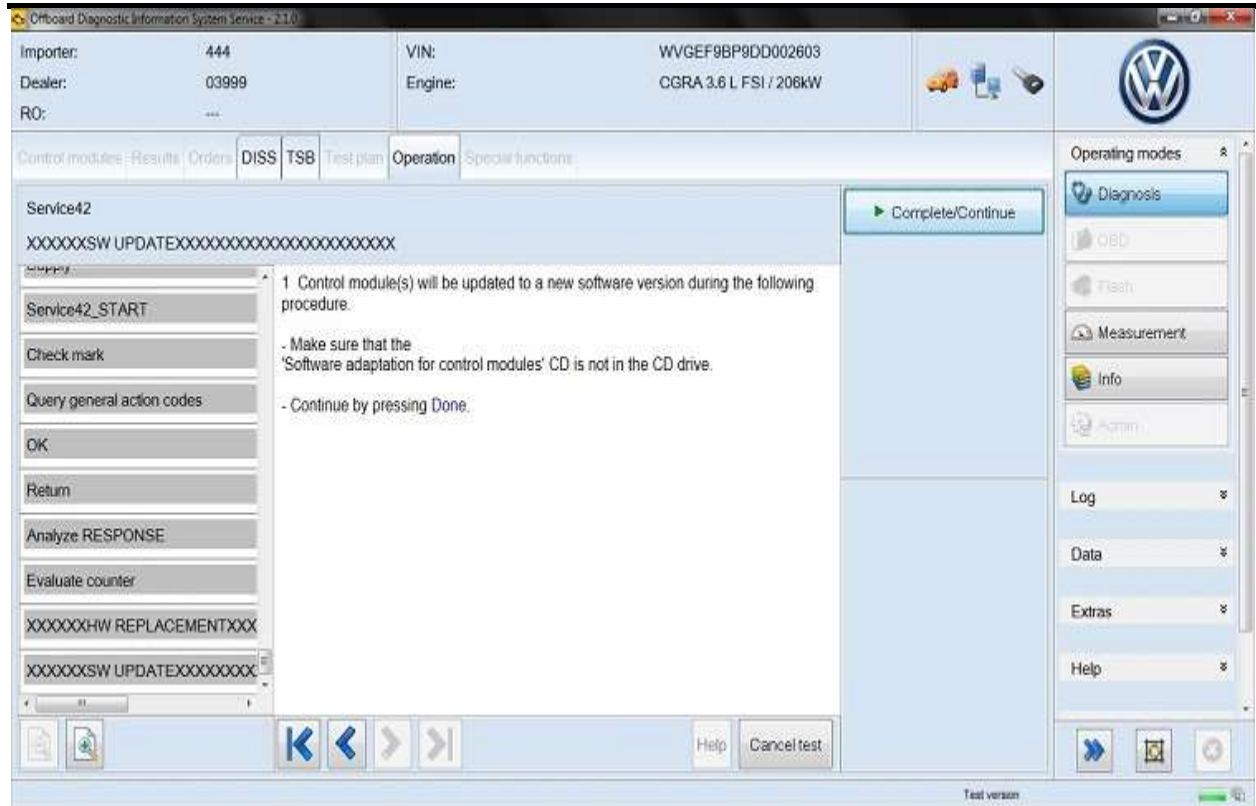 Offboard Diagnostic Information System Service - 2.1.0
Importer: 444
Dealer: 03999
RO: ---
VIN: WVGEF9BP9DD002603
Engine: CGRA 3.6 L FSI / 206kW
Control modules Results Orders DISS TSB Test plan Operation Special functions
Service42
XXXXXXSW UPDATEXXXXXXXXXXXXXXXXXXXXXXX
Complete/Continue
Supply
Service42_START
Check mark
Query general action codes
OK
Return
Analyze RESPONSE
Evaluate counter
XXXXXXHW REPLACEMENTXXX
XXXXXXSW UPDATEXXXXXXXXX
1 Control module(s) will be updated to a new software version during the following
procedure.
- Make sure that the
'Software adaptation for control modules' CD is not in the CD drive.
- Continue by pressing Done.
Help
Cancel test
Operating modes
Diagnosis
OBD
Flash
Measurement
Info
Admin
Log
Data
Extras
Help
Test version